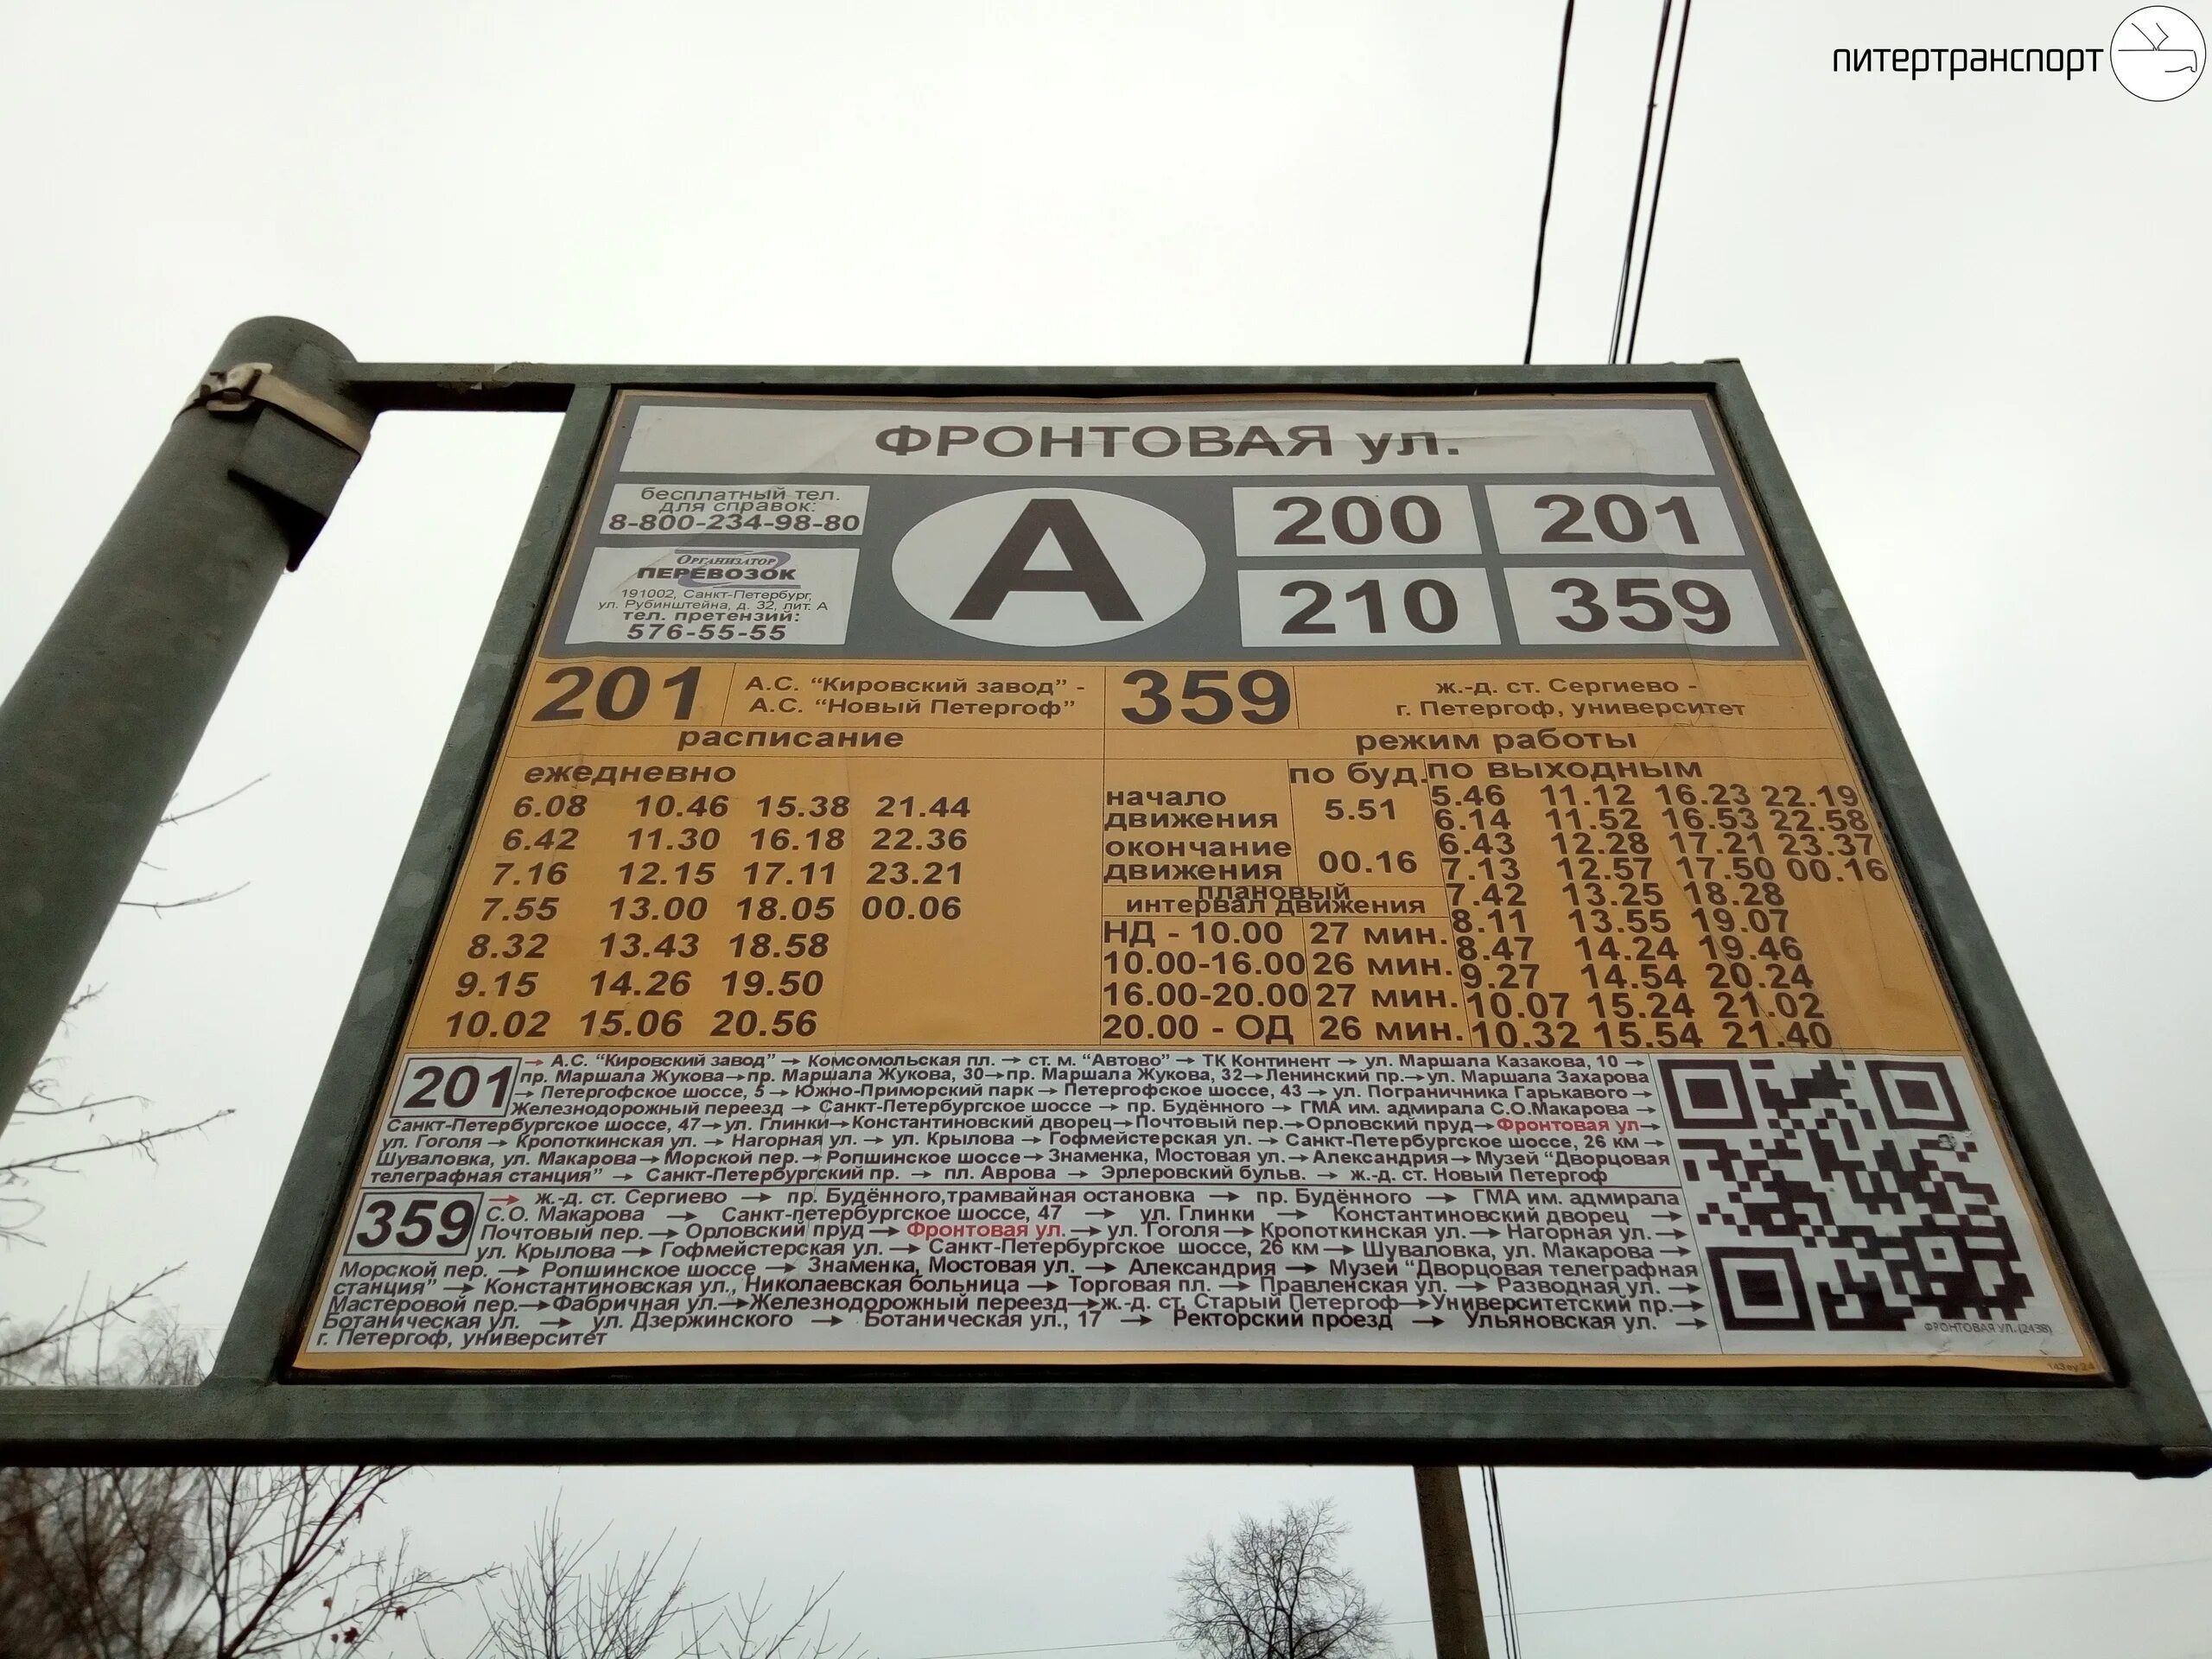 питертранспорт
ФРОНТОВАЯ ул.
бесплатный тел.
для справок:
8-800-234-98-80
Организатор
ПЕРЕВОЗОК
191002, Санкт-Петербург,
ул. Рубинштейна, д. 32, лит. А
тел. претензий:
576-55-55
А
200 201
210 359
201
А.С. "Кировский завод" -
А.С. "Новый Петергоф"
расписание
ежедневно
6.08 10.46 15.38 21.44
6.42 11.30 16.18 22.36
7.16 12.15 17.11 23.21
7.55 13.00 18.05 00.06
8.32 13.43 18.58
9.15 14.26 19.50
10.02 15.06 20.56
359
ж.-д. ст. Сергиево -
г. Петергоф, университет
режим работы
по буд.
начало
движения 5.51
окончание
движения 00.16
плановый
интервал движения
НД - 10.00 27 мин.
10.00-16.00 26 мин.
16.00-20.00 27 мин.
20.00 - ОД 26 мин.
по выходным
5.46 11.12 16.23 22.19
6.14 11.52 16.53 22.58
6.43 12.28 17.21 23.37
7.13 12.57 17.50 00.16
7.42 13.25 18.28
8.11 13.55 19.07
8.47 14.24 19.46
9.27 14.54 20.24
10.07 15.24 21.02
10.32 15.54 21.40
201
→ А.С. "Кировский завод" → Комсомольская пл. → ст. м. "Автово" → ТК Континент → ул. Маршала Казакова, 10 →
пр. Маршала Жукова→пр. Маршала Жукова, 30→пр. Маршала Жукова, 32→Ленинский пр.→ул. Маршала Захарова
→ Петергофское шоссе, 5 → Южно-Приморский парк → Петергофское шоссе, 43 → ул. Пограничника Гарькавого →
Железнодорожный переезд → Санкт-Петербургское шоссе → пр. Будённого → ГМА им. адмирала С.О.Макарова →
Санкт-Петербургское шоссе, 47→ул. Глинки→Константиновский дворец→Почтовый пер.→Орловский пруд→Фронтовая ул→
ул. Гоголя → Кропоткинская ул. → Нагорная ул. → ул. Крылова → Гофмейстерская ул. → Санкт-Петербургское шоссе, 26 км →
Шуваловка, ул. Макарова → Морской пер. → Ропшинское шоссе → Знаменка, Мостовая ул. → Александрия → Музей "Дворцовая
телеграфная станция" → Санкт-Петербургский пр. → пл. Аврова → Эрлеровский бульв. → ж.-д. ст. Новый Петергоф
359
→ ж.-д. ст. Сергиево → пр. Будённого,трамвайная остановка → пр. Будённого → ГМА им. адмирала
С.О. Макарова → Санкт-петербургское шоссе, 47 → ул. Глинки → Константиновский дворец →
Почтовый пер.→ Орловский пруд→ Фронтовая ул. → ул. Гоголя → Кропоткинская ул.→ Нагорная ул.→
ул. Крылова → Гофмейстерская ул. → Санкт-Петербургское шоссе, 26 км→ Шуваловка, ул. Макарова →
Морской пер. → Ропшинское шоссе → Знаменка, Мостовая ул. → Александрия → Музей "Дворцовая телеграфная
станция" → Константиновская ул., Николаевская больница → Торговая пл. → Правленская ул. → Разводная ул. →
Мастеровой пер.→Фабричная ул.→Железнодорожный переезд→ж.-д. ст. Старый Петергоф→Университетский пр.→
Ботаническая ул. → ул. Дзержинского → Ботаническая ул., 17 → Ректорский проезд → Ульяновская ул. →
г. Петергоф, университет
ФРОНТОВАЯ УЛ. (2438)